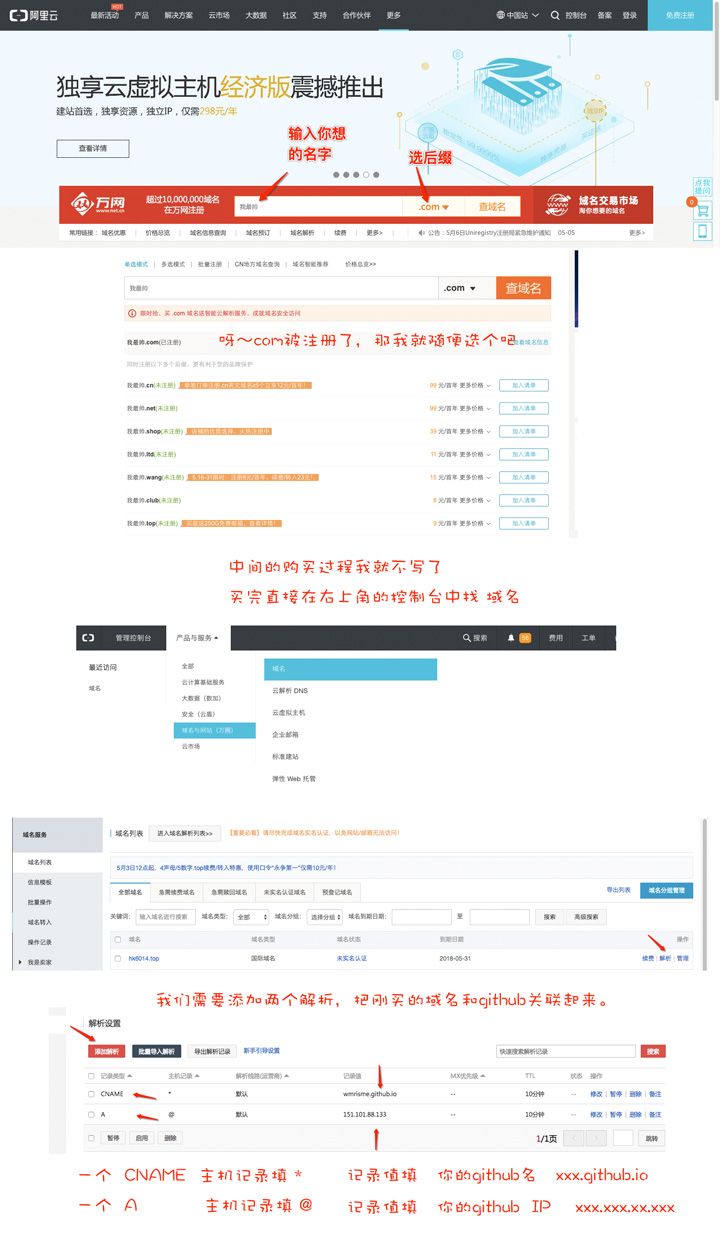 阿里云 最新活动 HOT 产品 解决方案 云市场 大数据 社区 支持 合作伙伴 更多 中国站 控制台 备案 登录 免费注册
独享云虚拟主机经济版震撼推出
建站首选，独享资源，独立IP，仅需298元/年
查看详情
输入你想
的名字
选后缀
点我
提问
0
万网
www.net.cn
超过10,000,000域名
在万网注册
我最帅 .com 查域名
域名交易市场
淘你想要的域名
常用链接： 域名优惠 价格总览 域名信息查询 域名预订 域名解析 续费 更多> 公告：5月6日Uniregistry注册局紧急维护通知 05-05 更多>
单选模式 多选模式 批量注册 CN地方域名查询 域名智能推荐 价格总览>>
我最帅 .com 查域名
限时抢，买 .com 域名送智能云解析服务，成就域名安全访问
我最帅.com(已注册) 查看域名信息
呀～com被注册了，那我就随便选个吧
同时注册以下多个后缀，更有利于您的品牌保护
我最帅.cn(未注册) 99 元/首年 更多价格 加入清单
我最帅.net(未注册) 99 元/首年 更多价格 加入清单
我最帅.shop(未注册) 39 元/首年 更多价格 加入清单
我最帅.ltd(未注册) 11 元/首年 更多价格 加入清单
我最帅.wang(未注册) 15 元/首年 更多价格 加入清单
我最帅.club(未注册) 8 元/首年 更多价格 加入清单
我最帅.top(未注册) 买就送200G免费邮箱，查看详情！ 9 元/首年 更多价格 加入清单
中间的购买过程我就不写了
买完直接在右上角的控制台中找 域名
管理控制台 产品与服务 搜索 56 费用 工单
最近访问
域名
全部
云计算基础服务
大数据（数加）
安全（云盾）
域名与网站（万网）
云市场
域名
云解析 DNS
云虚拟主机
企业邮箱
标准建站
弹性 Web 托管
域名服务
域名列表
信息模板
批量操作
域名转入
操作记录
我是卖家
域名列表 进入域名解析列表>> 【重要必看】请尽快完成域名实名认证，以免网站/邮箱无法访问！
5月3日12点起，4声母/5数字.top续费/转入特惠，使用口令“永争第一”仅需10元/年！
全部域名 急需续费域名 急需赎回域名 未实名认证域名 预登记域名 导出列表 域名分组管理
关键词： 输入域名进行搜索 域名类型： 全部 域名分组： 选择分组 域名到期日期： 至 搜索 高级搜索
域名 域名类型 域名状态 到期日期 操作
hk6014.top 国际域名 未实名认证 2018-05-31 续费 | 解析 | 管理
我们需要添加两个解析，把刚买的域名和github关联起来。
解析设置
添加解析 批量导入解析 导出解析记录 新手引导设置 快速搜索解析记录 搜索
记录类型 主机记录 解析线路(运营商) 记录值 MX优先级 TTL 状态 操作
CNAME * 默认 wmrisme.github.io -- 10分钟 -- 修改 | 暂停 | 删除 | 备注
A @ 默认 151.101.88.133 -- 10分钟 -- 修改 | 暂停 | 删除 | 备注
暂停 启用 删除 1/1页 < > 跳转
一个 CNAME 主机记录填 * 记录值填 你的github名 xxx.github.io
一个 A 主机记录填 @ 记录值填 你的github IP xxx.xxx.xx.xxx